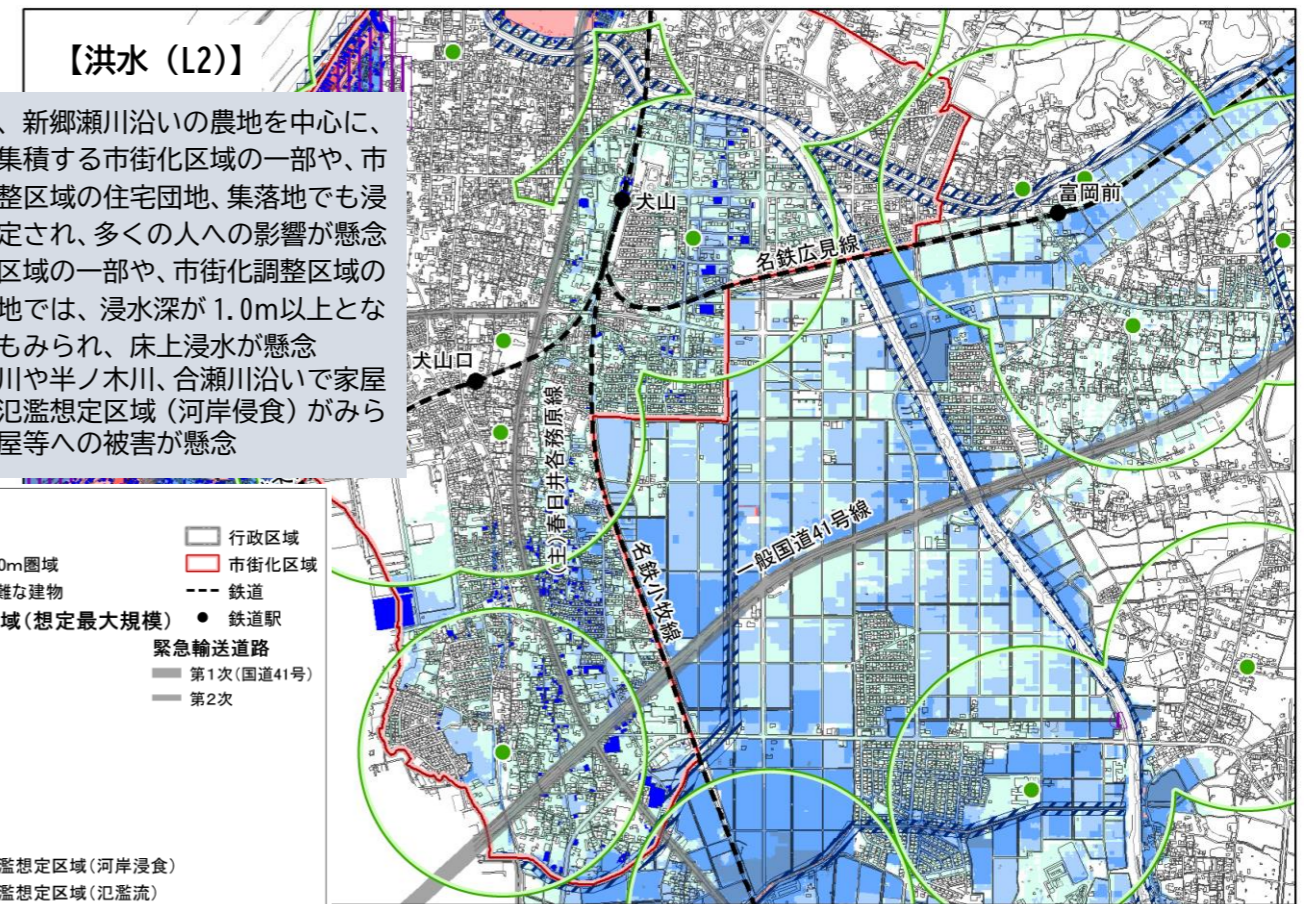 【洪水（L2）】
、新郷瀬川沿いの農地を中心に、
集積する市街化区域の一部や、市
整区域の住宅団地、集落地でも浸
定され、多くの人への影響が懸念
区域の一部や、市街化調整区域の
地では、浸水深が1.0m以上とな
もみられ、床上浸水が懸念
川や半ノ木川、合瀬川沿いで家屋
氾濫想定区域（河岸侵食）がみら
屋等への被害が懸念
犬山
富岡前
名鉄広見線
犬山口
(主)春日井各務原線
名鉄小牧線
一般国道41号線
0m圏域
難な建物
域(想定最大規模)
行政区域
市街化区域
鉄道
鉄道駅
緊急輸送道路
第1次(国道41号)
第2次
濫想定区域(河岸浸食)
濫想定区域(氾濫流)